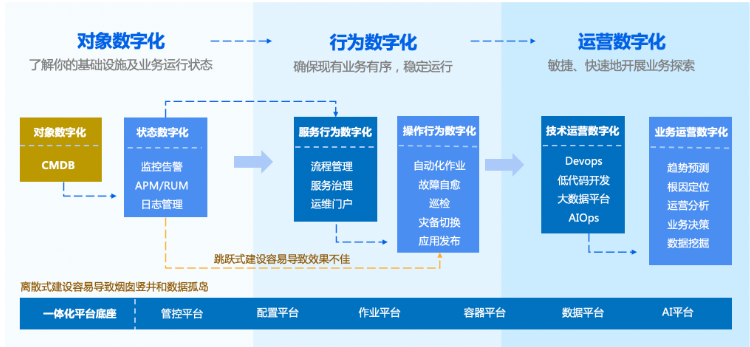 对象数字化
行为数字化
运营数字化
了解你的基础设施及业务运行状态
确保现有业务有序，稳定运行
敏捷、快速地开展业务探索
对象数字化
CMDB
状态数字化
监控告警
APM/RUM
日志管理
服务行为数字化
流程管理
服务治理
运维门户
操作行为数字化
自动化作业
故障自愈
巡检
灾备切换
应用发布
技术运营数字化
Devops
低代码开发
大数据平台
AIOps
业务运营数字化
趋势预测
根因定位
运营分析
业务决策
数据挖掘
跳跃式建设容易导致效果不佳
离散式建设容易导致烟囱竖井和数据孤岛
一体化平台底座
管控平台
配置平台
作业平台
容器平台
数据平台
AI平台